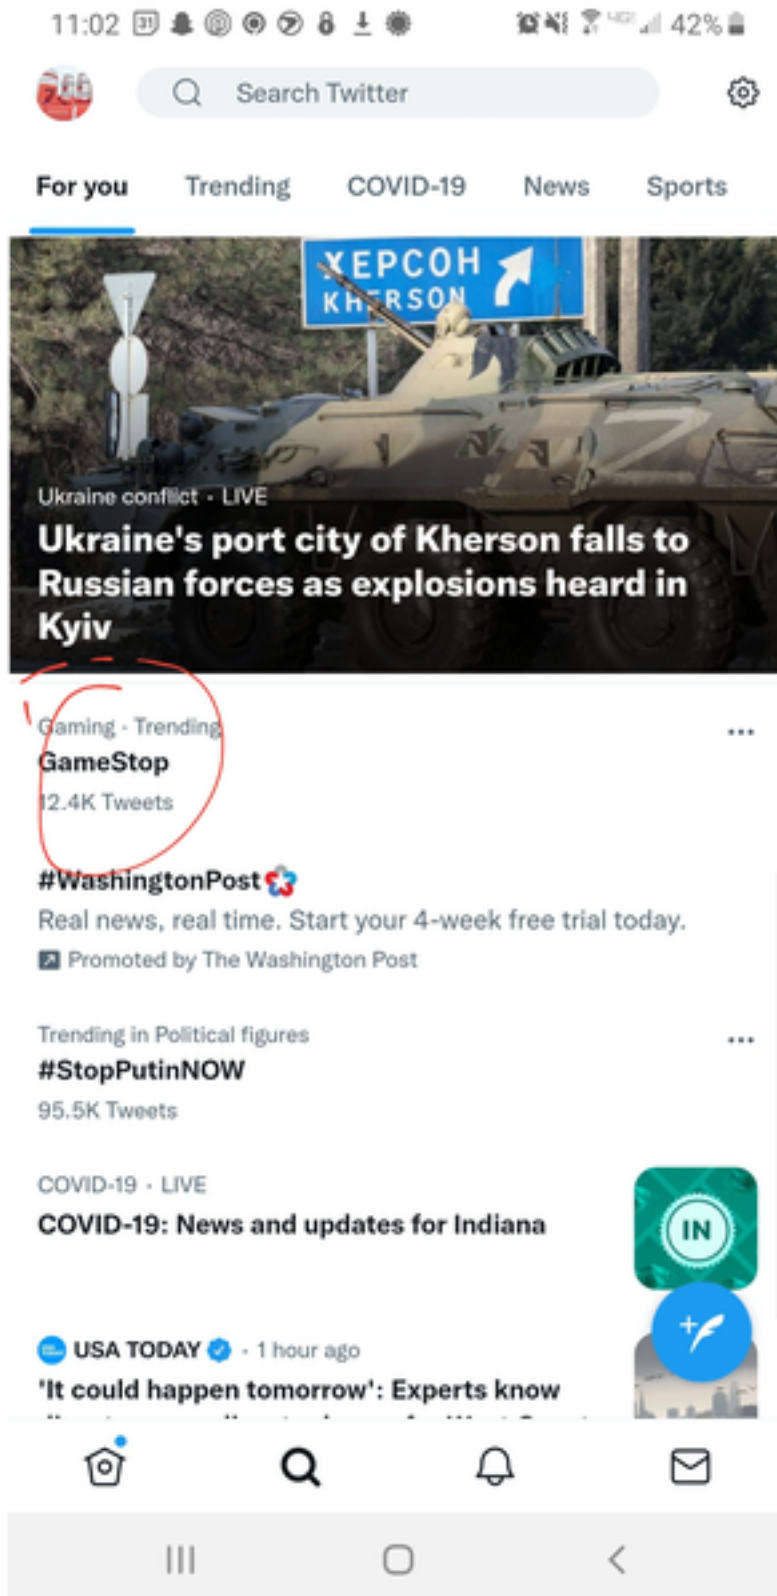 11:02
31
42%
Search Twitter
For you Trending COVID-19 News Sports
ХЕРСОН
KHERSON
Z
Ukraine conflict · LIVE
Ukraine's port city of Kherson falls to
Russian forces as explosions heard in
Kyiv
Gaming · Trending
GameStop
12.4K Tweets
#WashingtonPost
Real news, real time. Start your 4-week free trial today.
Promoted by The Washington Post
Trending in Political figures
#StopPutinNOW
95.5K Tweets
COVID-19 · LIVE
COVID-19: News and updates for Indiana
IN
USA TODAY · 1 hour ago
'It could happen tomorrow': Experts know